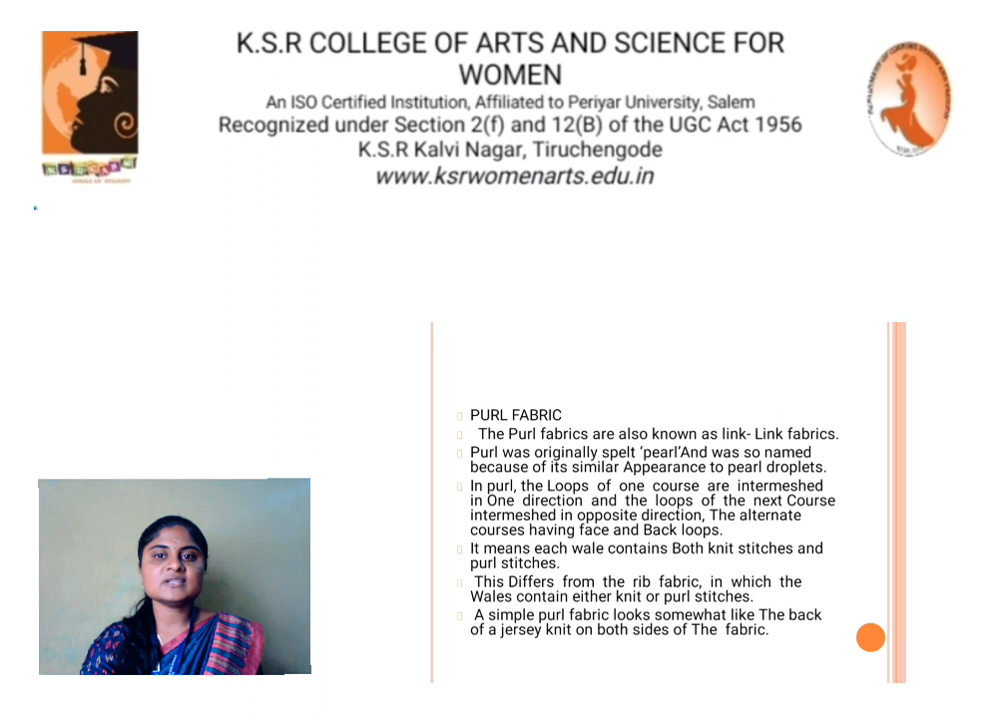 K.S.R COLLEGE OF ARTS AND SCIENCE FOR
WOMEN
An ISO Certified Institution, Affiliated to Periyar University, Salem
Recognized under Section 2(f) and 12(B) of the UGC Act 1956
K.S.R Kalvi Nagar, Tiruchengode
www.ksrwomenarts.edu.in
PURL FABRIC
The Purl fabrics are also known as link- Link fabrics.
Purl was originally spelt ‘pearl’And was so named
because of its similar Appearance to pearl droplets.
In purl, the Loops of one course are intermeshed
in One direction and the loops of the next Course
intermeshed in opposite direction, The alternate
courses having face and Back loops.
It means each wale contains Both knit stitches and
purl stitches.
This Differs from the rib fabric, in which the
Wales contain either knit or purl stitches.
A simple purl fabric looks somewhat like The back
of a jersey knit on both sides of The fabric.